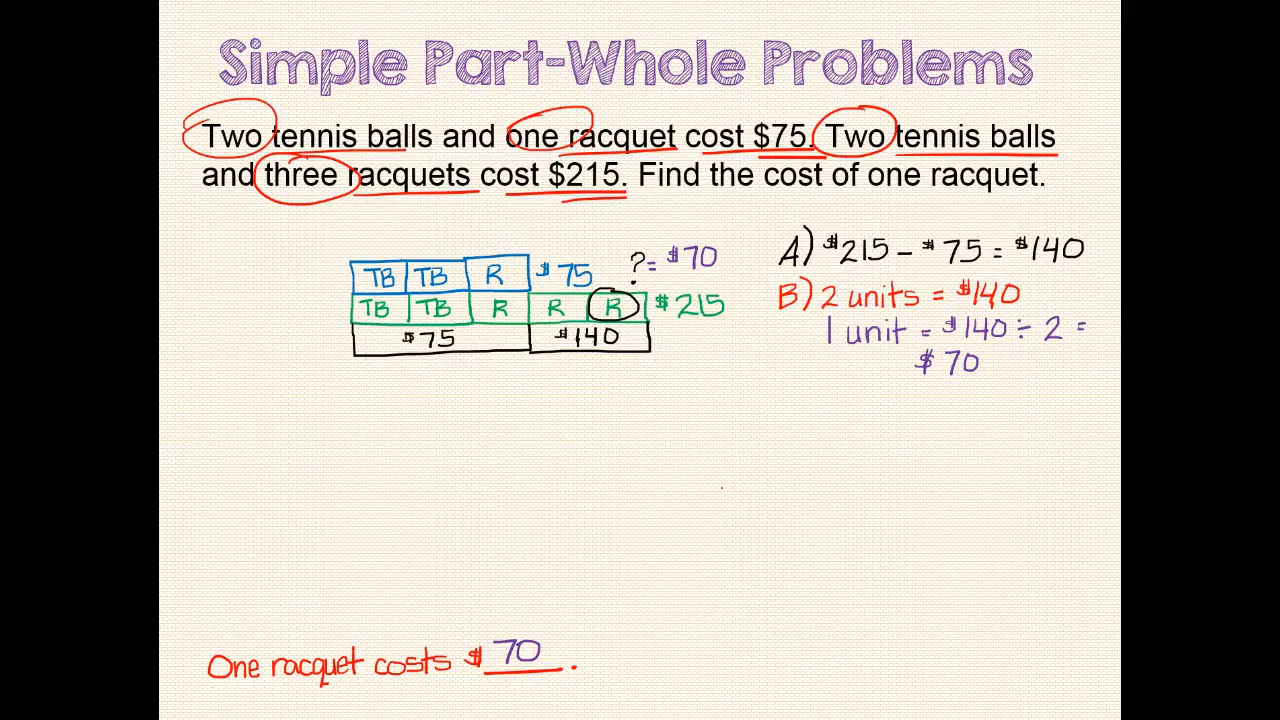 Simple Part-Whole Problems
Two tennis balls and one racquet cost $75. Two tennis balls
and three racquets cost $215. Find the cost of one racquet.
TB TB R $75 ? = $70
TB TB R R R $215
$75 $140
A) $215 - $75 = $140
B) 2 units = $140
1 unit = $140 ÷ 2 =
$70
One racquet costs $70.